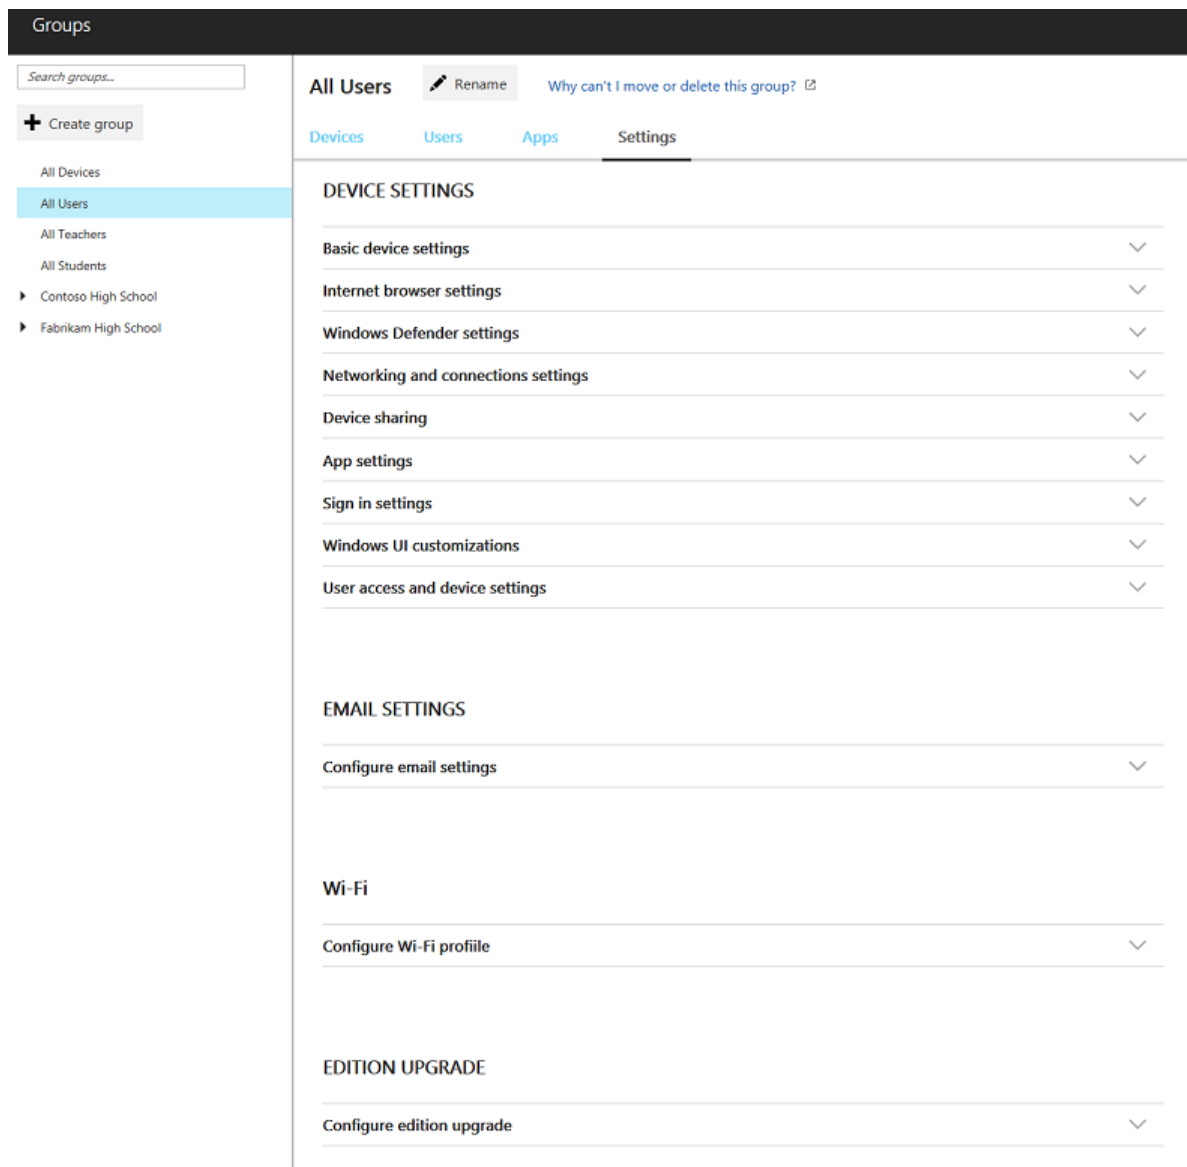 Groups
Search groups...
Create group
All Devices
All Users
All Teachers
All Students
Contoso High School
Fabrikam High School
All Users
Rename
Why can't I move or delete this group?
Devices
Users
Apps
Settings
DEVICE SETTINGS
Basic device settings
Internet browser settings
Windows Defender settings
Networking and connections settings
Device sharing
App settings
Sign in settings
Windows UI customizations
User access and device settings
EMAIL SETTINGS
Configure email settings
Wi-Fi
Configure Wi-Fi profiile
EDITION UPGRADE
Configure edition upgrade